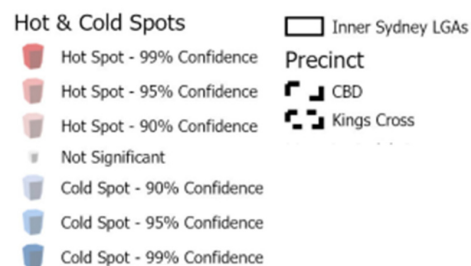 Hot & Cold Spots
Hot Spot - 99% Confidence
Hot Spot - 95% Confidence
Hot Spot - 90% Confidence
Not Significant
Cold Spot - 90% Confidence
Cold Spot - 95% Confidence
Cold Spot - 99% Confidence
Inner Sydney LGAs
Precinct
CBD
Kings Cross